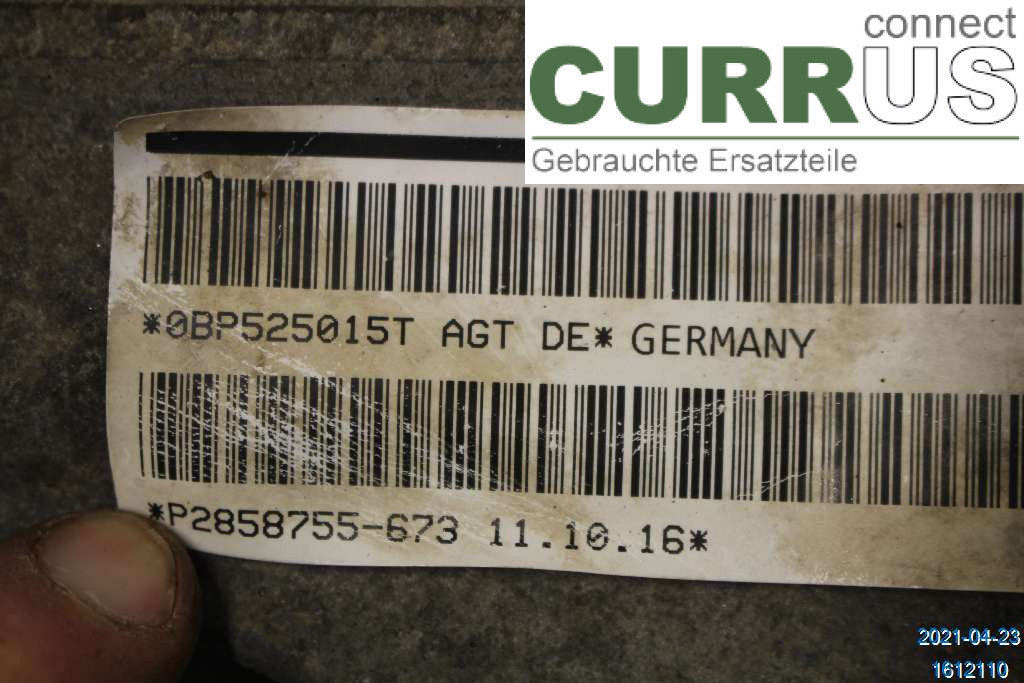 connect
CURRUS
Gebrauchte Ersatzteile
*0BP525015T AGT DE* GERMANY
*P2858755-673 11.10.16*
2021-04-23
1612110